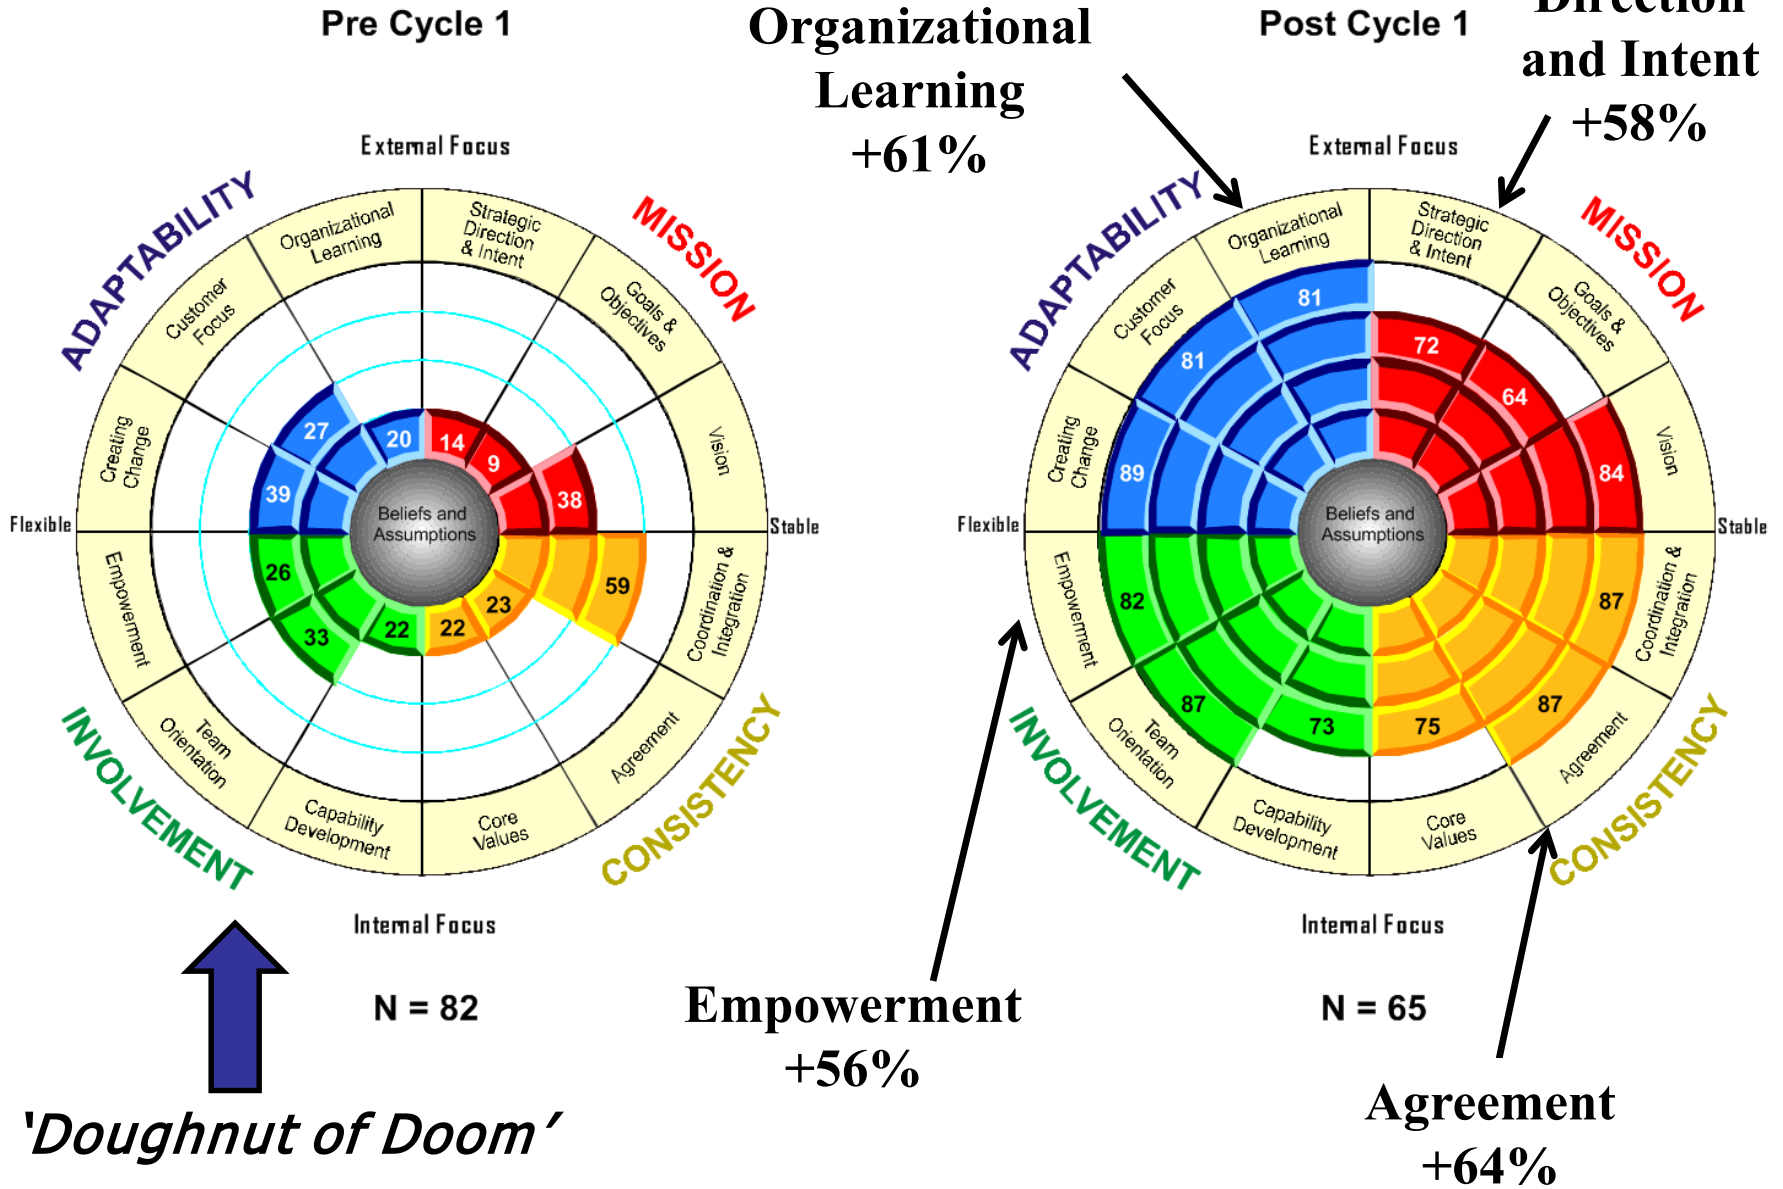 Pre Cycle 1
Organizational
Learning
+61%
Post Cycle 1
Direction
and Intent
+58%
External Focus
ADAPTABILITY
MISSION
Organizational
Learning
Strategic
Direction
& Intent
Customer
Focus
Goals &
Objectives
Creating
Change
Vision
27
20
14
9
39
38
Flexible
Beliefs and
Assumptions
Stable
26
59
33
22
22
23
Empowerment
Coordination &
Integration
Team
Orientation
Agreement
Capability
Development
Core
Values
INVOLVEMENT
CONSISTENCY
Internal Focus
N = 82
'Doughnut of Doom'
External Focus
ADAPTABILITY
MISSION
Organizational
Learning
Strategic
Direction
& Intent
Customer
Focus
Goals &
Objectives
Creating
Change
Vision
81
72
81
64
89
84
Flexible
Beliefs and
Assumptions
Stable
82
87
87
73
75
87
Empowerment
Coordination &
Integration
Team
Orientation
Agreement
Capability
Development
Core
Values
INVOLVEMENT
CONSISTENCY
Internal Focus
N = 65
Empowerment
+56%
Agreement
+64%